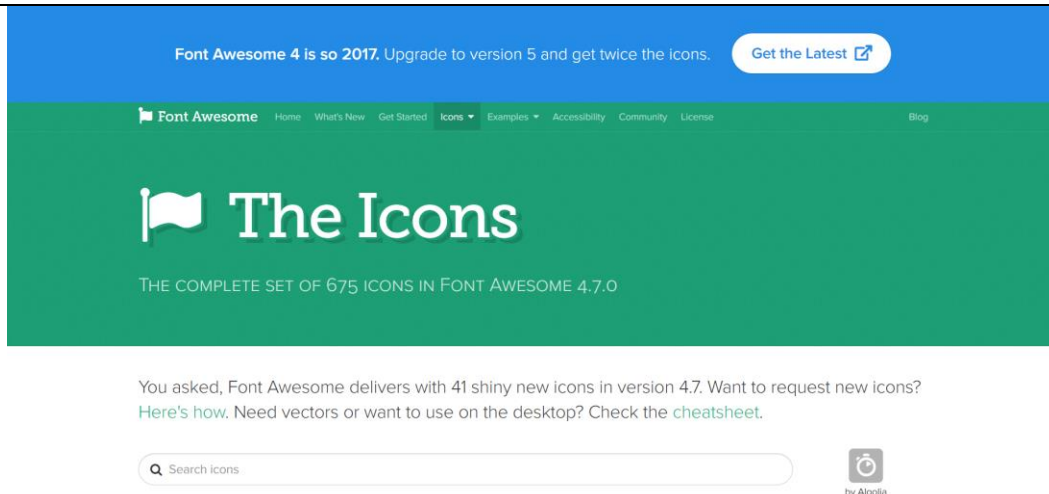 Font Awesome 4 is so 2017. Upgrade to version 5 and get twice the icons. Get the Latest
Font Awesome Home What's New Get Started Icons Examples Accessibility Community License Blog
The Icons
THE COMPLETE SET OF 675 ICONS IN FONT AWESOME 4.7.0
You asked, Font Awesome delivers with 41 shiny new icons in version 4.7. Want to request new icons?
Here's how. Need vectors or want to use on the desktop? Check the cheatsheet.
Search icons
by Algolia